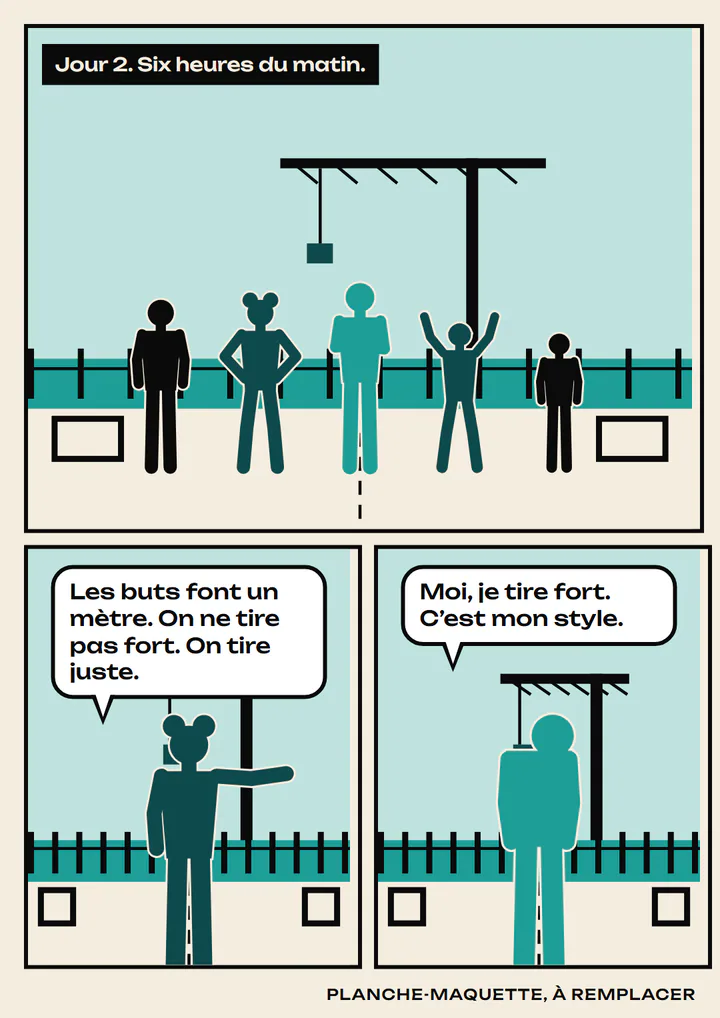 Jour 2. Six heures du matin.
Les buts font un
mètre. On ne tire
pas fort. On tire
juste.
Moi, je tire fort.
C’est mon style.
PLANCHE-MAQUETTE, À REMPLACER